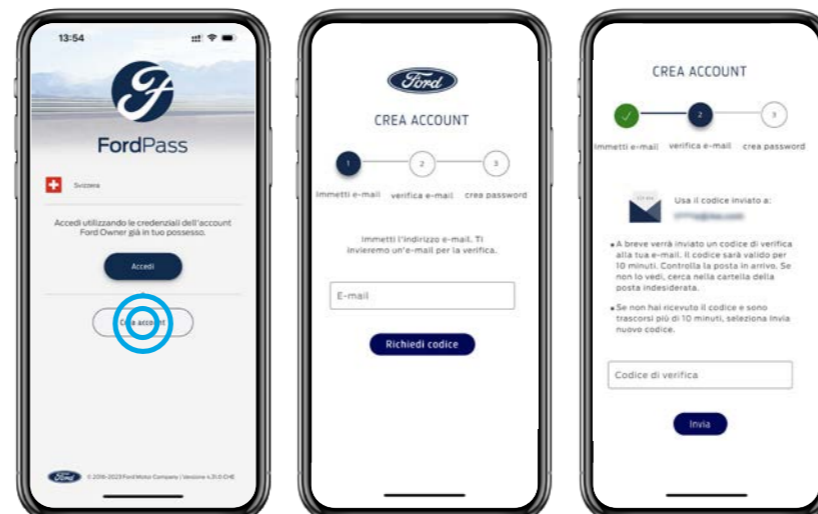 13:54
FordPass
Svizzera
Accedi utilizzando le credenziali dell'account
Ford Owner già in tuo possesso.
Accedi
Crea account
Ford
© 2016-2023 Ford Motor Company | Versione 4.31.0 CHE
Ford
CREA ACCOUNT
1 2 3
Immetti e-mail verifica e-mail crea password
Immetti l'indirizzo e-mail. TI
invieremo un'e-mail per la verifica.
E-mail
Richiedi codice
CREA ACCOUNT
2 3
Immetti e-mail verifica e-mail crea password
Usa il codice inviato a:
• A breve verrà inviato un codice di verifica
alla tua e-mail. Il codice sarà valido per
10 minuti. Controlla la posta in arrivo. Se
non lo vedi, cerca nella cartella della
posta indesiderata.
• Se non hai ricevuto il codice e sono
trascorsi più di 10 minuti, seleziona Invia
nuovo codice.
Codice di verifica
Invia